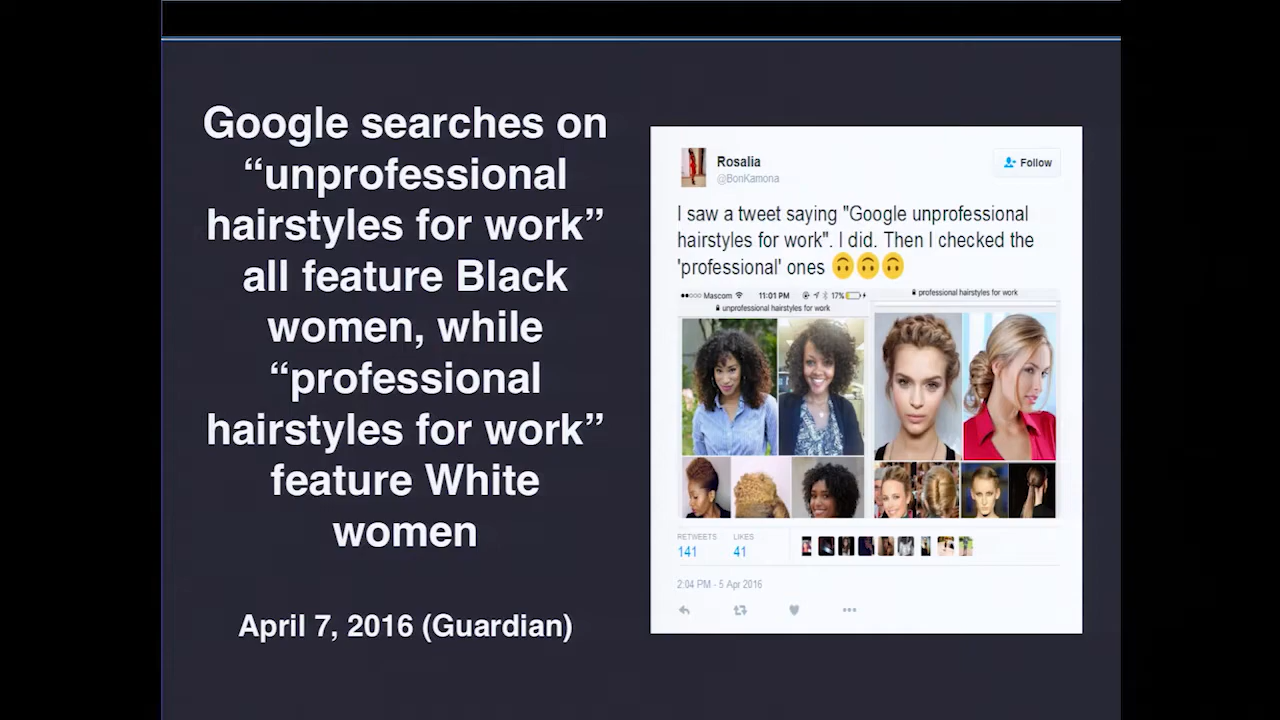 Google searches on
“unprofessional
hairstyles for work”
all feature Black
women, while
“professional
hairstyles for work”
feature White
women
April 7, 2016 (Guardian)
Rosalia
@BonKamona
Follow
I saw a tweet saying "Google unprofessional
hairstyles for work". I did. Then I checked the
'professional' ones 🙃🙃🙃
Mascom 11:01 PM 17%
unprofessional hairstyles for work
professional hairstyles for work
RETWEETS LIKES
141 41
2:04 PM - 5 Apr 2016